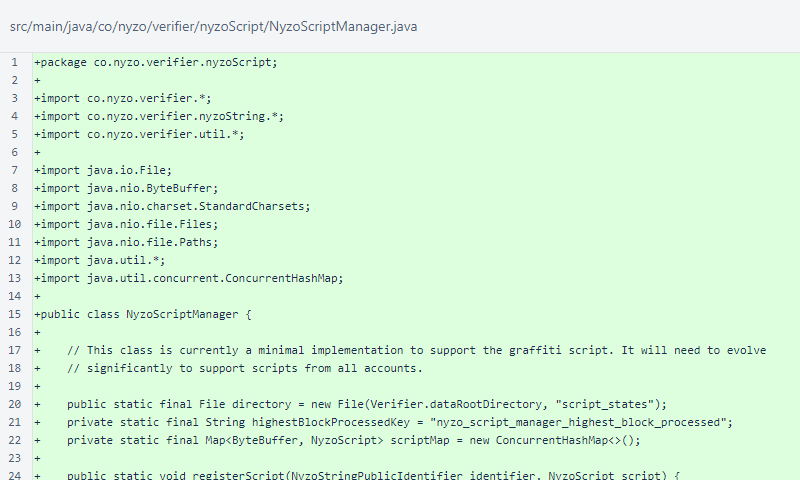 src/main/java/co/nyzo/verifier/nyzoScript/NyzoScriptManager.java
1 +package co.nyzo.verifier.nyzoScript;
2 +
3 +import co.nyzo.verifier.*;
4 +import co.nyzo.verifier.nyzoString.*;
5 +import co.nyzo.verifier.util.*;
6 +
7 +import java.io.File;
8 +import java.nio.ByteBuffer;
9 +import java.nio.charset.StandardCharsets;
10 +import java.nio.file.Files;
11 +import java.nio.file.Paths;
12 +import java.util.*;
13 +import java.util.concurrent.ConcurrentHashMap;
14 +
15 +public class NyzoScriptManager {
16 +
17 +    // This class is currently a minimal implementation to support the graffiti script. It will need to evolve
18 +    // significantly to support scripts from all accounts.
19 +
20 +    public static final File directory = new File(Verifier.dataRootDirectory, "script_states");
21 +    private static final String highestBlockProcessedKey = "nyzo_script_manager_highest_block_processed";
22 +    private static final Map<ByteBuffer, NyzoScript> scriptMap = new ConcurrentHashMap<>();
23 +
24 +    public static void registerScript(NyzoStringPublicIdentifier identifier, NyzoScript script) {